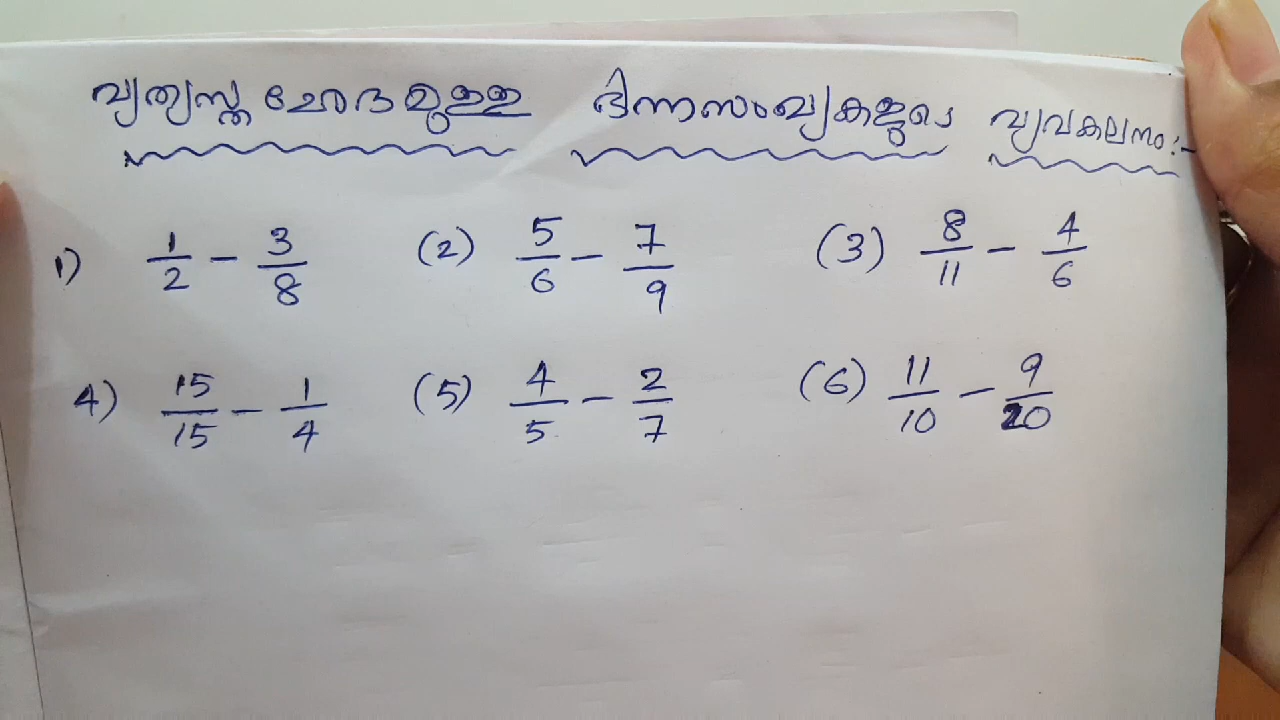 വ്യത്യസ്ത ഛേദമുള്ള ഭിന്നസംഖ്യകളുടെ വ്യവകലനം:-
1) 1/2 - 3/8 (2) 5/6 - 7/9 (3) 8/11 - 4/6
4) 15/15 - 1/4 (5) 4/5 - 2/7 (6) 11/10 - 9/20